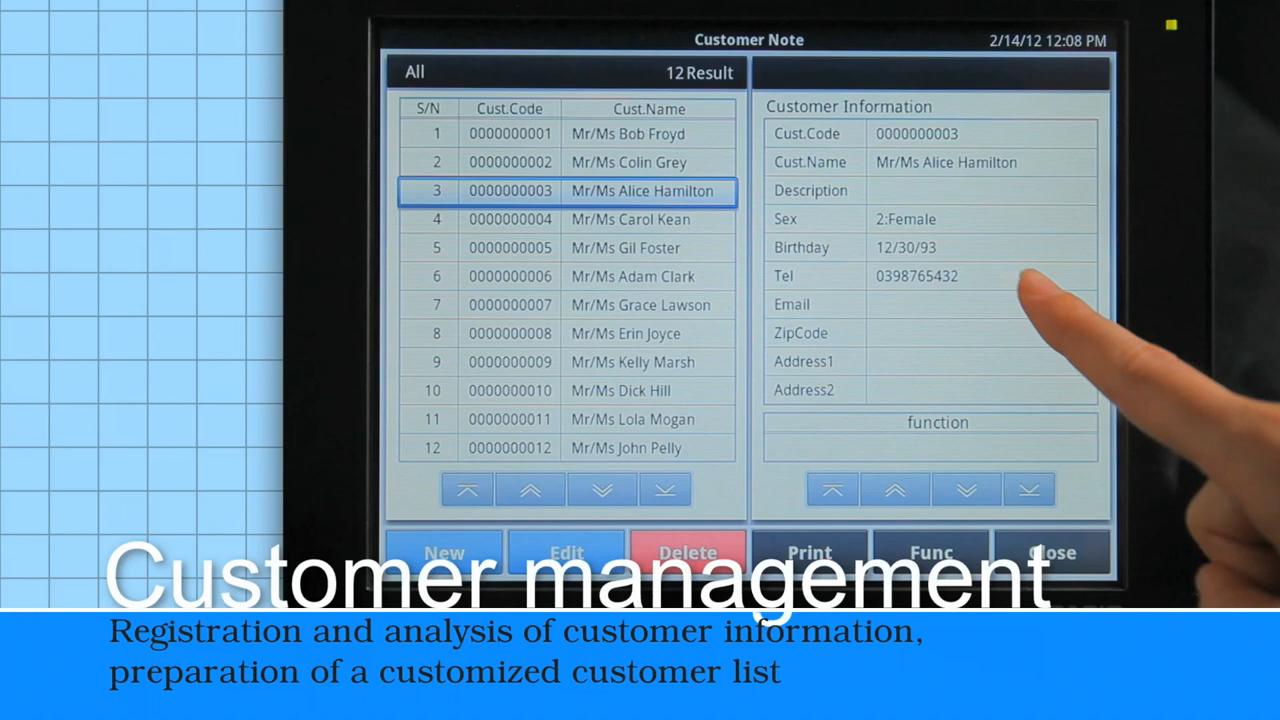 Customer Note 2/14/12 12:08 PM
All 12 Result
S/N Cust.Code Cust.Name
1 0000000001 Mr/Ms Bob Froyd
2 0000000002 Mr/Ms Colin Grey
3 0000000003 Mr/Ms Alice Hamilton
4 0000000004 Mr/Ms Carol Kean
5 0000000005 Mr/Ms Gil Foster
6 0000000006 Mr/Ms Adam Clark
7 0000000007 Mr/Ms Grace Lawson
8 0000000008 Mr/Ms Erin Joyce
9 0000000009 Mr/Ms Kelly Marsh
10 0000000010 Mr/Ms Dick Hill
11 0000000011 Mr/Ms Lola Mogan
12 0000000012 Mr/Ms John Pelly
Customer Information
Cust.Code 0000000003
Cust.Name Mr/Ms Alice Hamilton
Description
Sex 2:Female
Birthday 12/30/93
Tel 0398765432
Email
ZipCode
Address1
Address2
function
New Edit Delete Print Func Close
Customer management
Registration and analysis of customer information,
preparation of a customized customer list